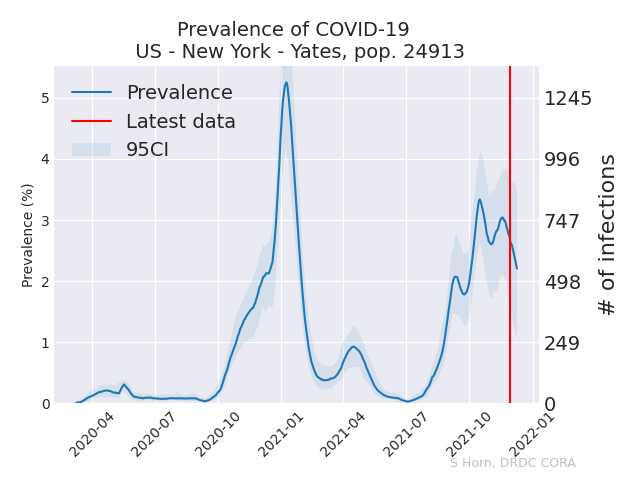 Prevalence of COVID-19
US - New York - Yates, pop. 24913
Prevalence
Latest data
95CI
Prevalence (%)
5
4
3
2
1
0
1245
996
747
498
249
0
# of infections
2020-04
2020-07
2020-10
2021-01
2021-04
2021-07
2021-10
2022-01
S Horn, DRDC CORA